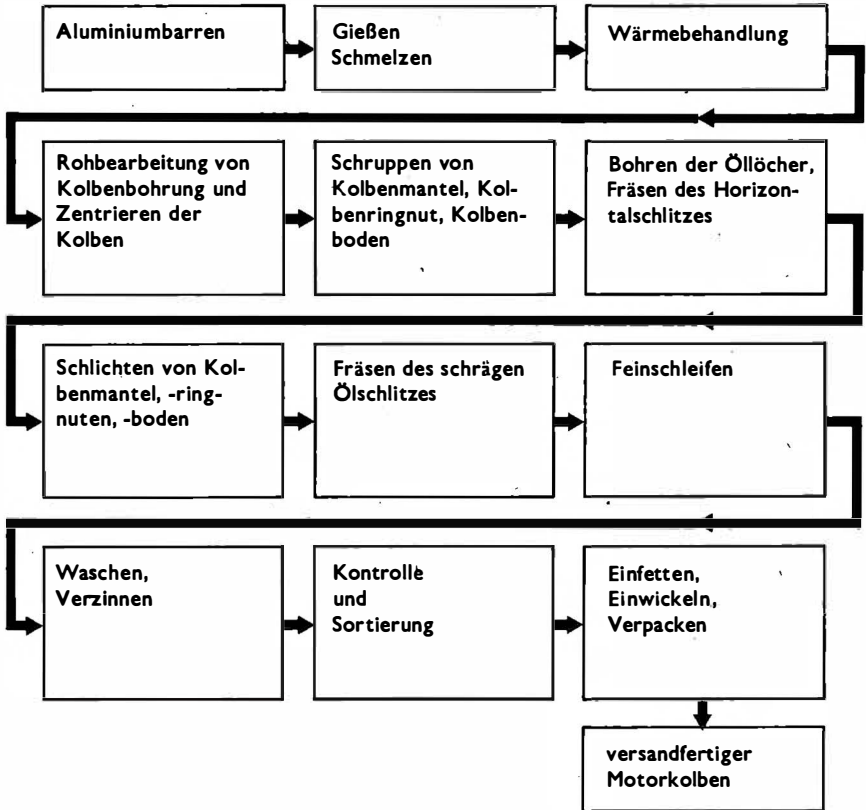 Aluminiumbarren
Gießen
Schmelzen
Wärmebehandlung
Rohbearbeitung von
Kolbenbohrung und
Zentrieren der
Kolben
Schruppen von
Kolbenmantel, Kol-
benringnut, Kolben-
boden
Bohren der Öllöcher,
Fräsen des Horizon-
talschlitzes
Schlichten von Kol-
benmantel, -ring-
nuten, -boden
Fräsen des schrägen
Ölschlitzes
Feinschleifen
Waschen,
Verzinnen
Kontrolle
und
Sortierung
Einfetten,
Einwickeln,
Verpacken
versandfertiger
Motorkolben